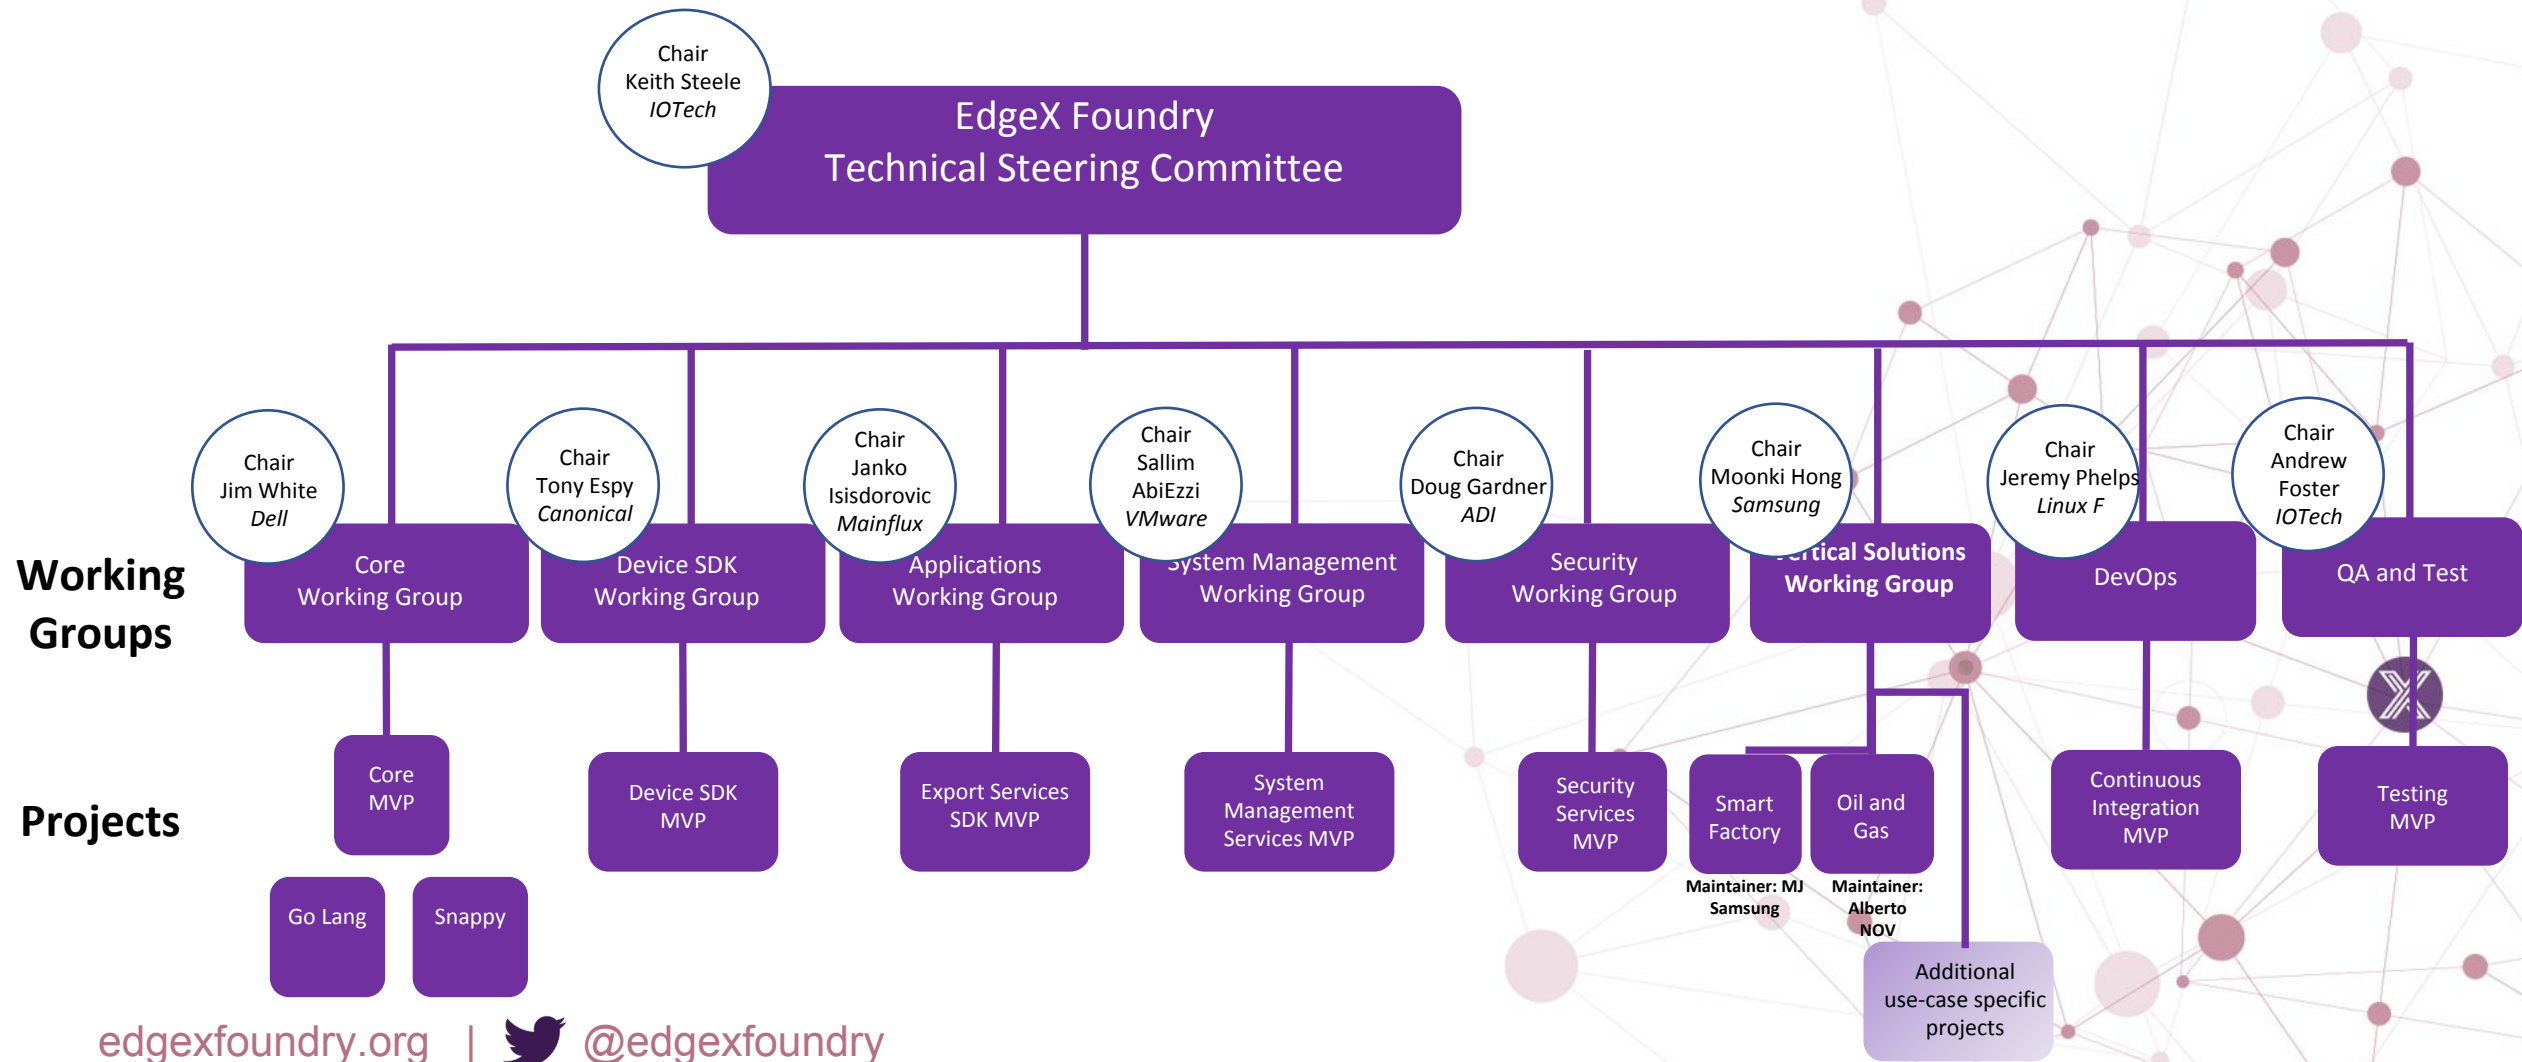 Chair
Keith Steele
IOTech
EdgeX Foundry
Technical Steering Committee
Chair
Jim White
Dell
Chair
Tony Espy
Canonical
Chair
Janko
Isisdorovic
Mainflux
Chair
Sallim
AbiEzzi
VMware
Chair
Doug Gardner
ADI
Chair
Moonki Hong
Samsung
Chair
Jeremy Phelps
Linux F
Chair
Andrew
Foster
IOTech
Working
Groups
Core
Working Group
Device SDK
Working Group
Applications
Working Group
System Management
Working Group
Security
Working Group
Vertical Solutions
Working Group
DevOps
QA and Test
Projects
Core
MVP
Device SDK
MVP
Export Services
SDK MVP
System
Management
Services MVP
Security
Services
MVP
Smart
Factory
Oil and
Gas
Continuous
Integration
MVP
Testing
MVP
Maintainer: MJ
Samsung
Maintainer:
Alberto
NOV
Go Lang
Snappy
Additional
use-case specific
projects
edgexfoundry.org | @edgexfoundry